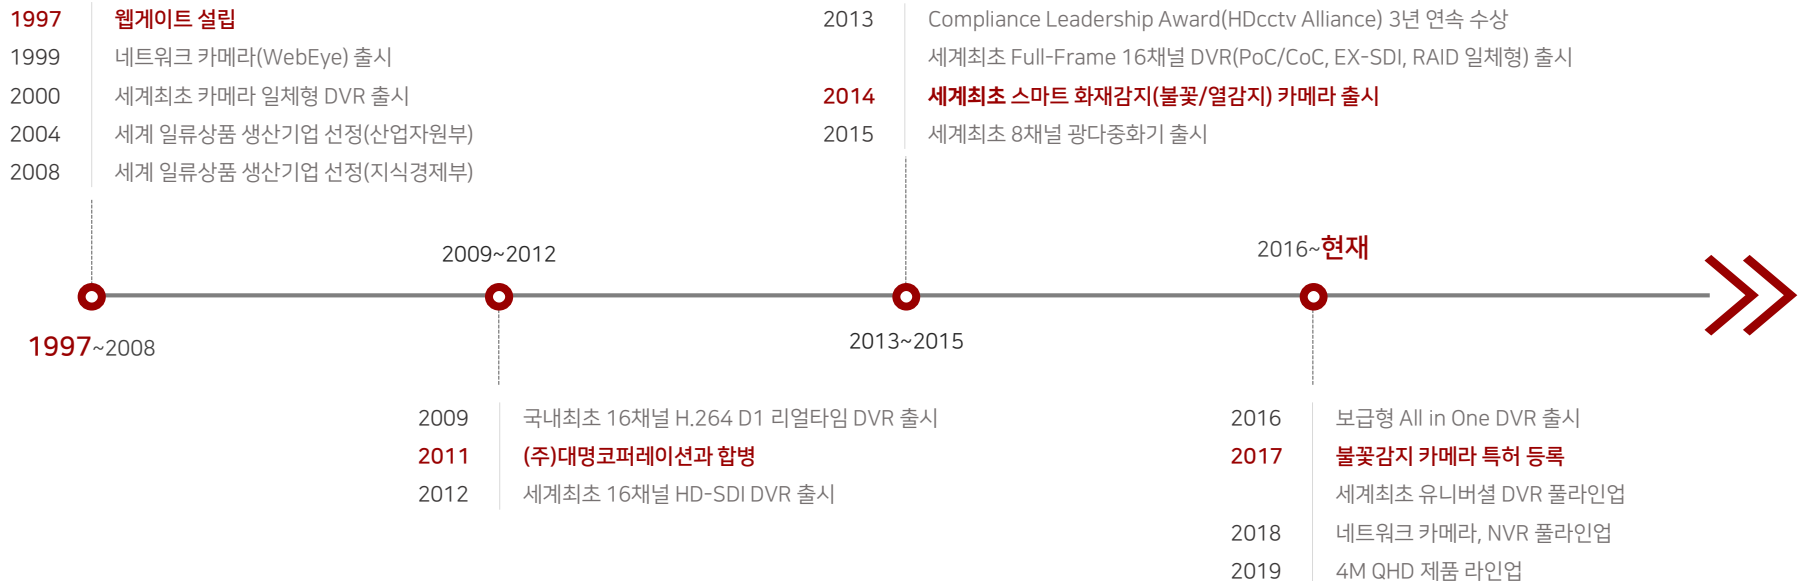 1997 웹게이트 설립
1999 네트워크 카메라(WebEye) 출시
2000 세계최초 카메라 일체형 DVR 출시
2004 세계 일류상품 생산기업 선정(산업자원부)
2008 세계 일류상품 생산기업 선정(지식경제부)
1997~2008
2009~2012
2009 국내최초 16채널 H.264 D1 리얼타임 DVR 출시
2011 (주)대명코퍼레이션과 합병
2012 세계최초 16채널 HD-SDI DVR 출시
2013 Compliance Leadership Award(HDcctv Alliance) 3년 연속 수상
세계최초 Full-Frame 16채널 DVR(PoC/CoC, EX-SDI, RAID 일체형) 출시
2014 세계최초 스마트 화재감지(불꽃/열감지) 카메라 출시
2015 세계최초 8채널 광다중화기 출시
2013~2015
2016~현재
2016 보급형 All in One DVR 출시
2017 불꽃감지 카메라 특허 등록
세계최초 유니버셜 DVR 풀라인업
2018 네트워크 카메라, NVR 풀라인업
2019 4M QHD 제품 라인업